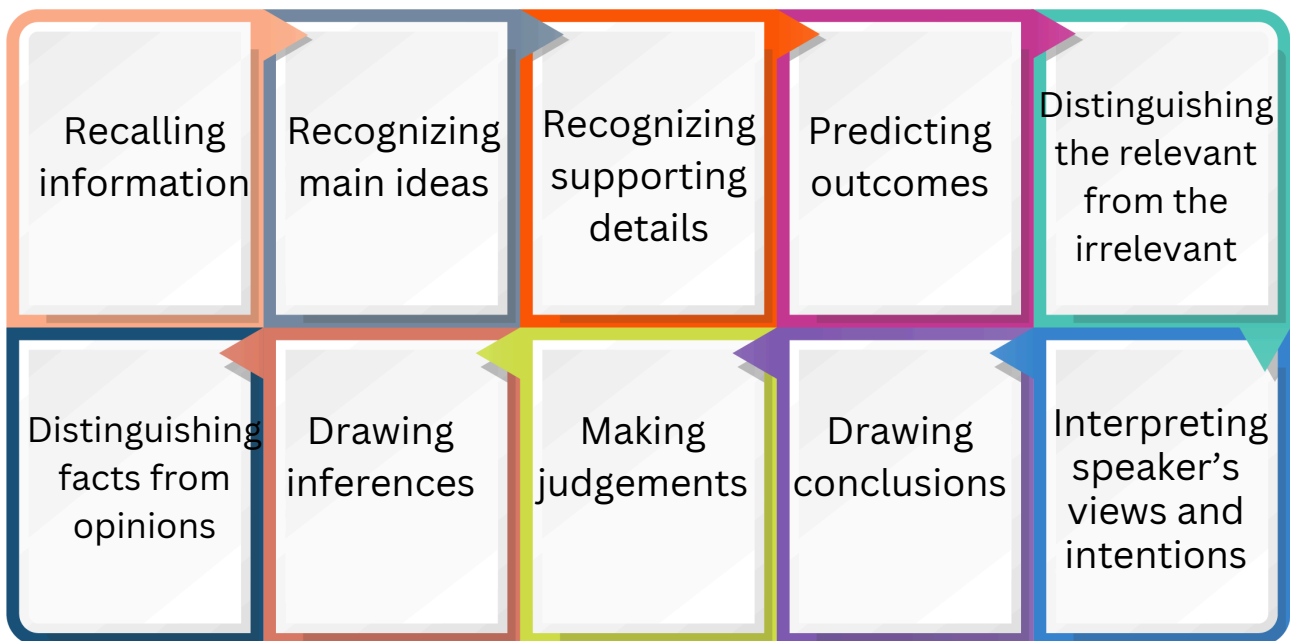 Recalling
information
Recognizing
main ideas
Recognizing
supporting
details
Predicting
outcomes
Distinguishing
the relevant
from the
irrelevant
Interpreting
speaker’s
views and
intentions
Drawing
conclusions
Making
judgements
Drawing
inferences
Distinguishing
facts from
opinions